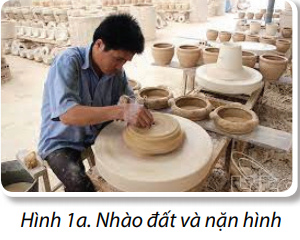 Hình 1a. Nhào đất và nặn hình